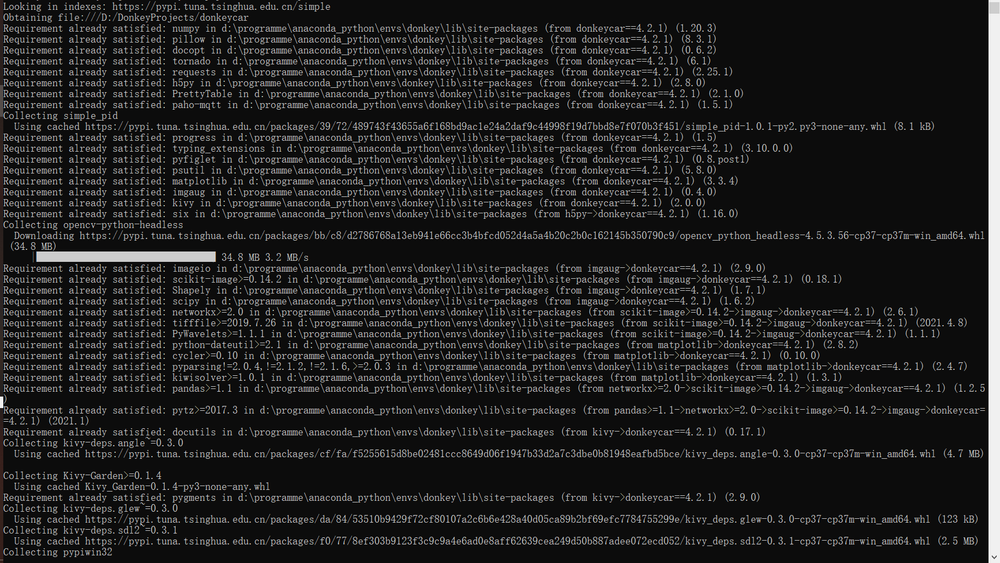 Looking in indexes: https://pypi.tuna.tsinghua.edu.cn/simple
Obtaining file:///D:/DonkeyProjects/donkeycar
Requirement already satisfied: numpy in d:\programme\anaconda_python\envs\donkey\lib\site-packages (from donkeycar==4.2.1) (1.20.3)
Requirement already satisfied: pillow in d:\programme\anaconda_python\envs\donkey\lib\site-packages (from donkeycar==4.2.1) (8.3.1)
Requirement already satisfied: docopt in d:\programme\anaconda_python\envs\donkey\lib\site-packages (from donkeycar==4.2.1) (0.6.2)
Requirement already satisfied: tornado in d:\programme\anaconda_python\envs\donkey\lib\site-packages (from donkeycar==4.2.1) (6.1)
Requirement already satisfied: requests in d:\programme\anaconda_python\envs\donkey\lib\site-packages (from donkeycar==4.2.1) (2.25.1)
Requirement already satisfied: h5py in d:\programme\anaconda_python\envs\donkey\lib\site-packages (from donkeycar==4.2.1) (2.8.0)
Requirement already satisfied: PrettyTable in d:\programme\anaconda_python\envs\donkey\lib\site-packages (from donkeycar==4.2.1) (2.1.0)
Requirement already satisfied: paho-mqtt in d:\programme\anaconda_python\envs\donkey\lib\site-packages (from donkeycar==4.2.1) (1.5.1)
Collecting simple_pid
Using cached https://pypi.tuna.tsinghua.edu.cn/packages/39/72/489743f43655a6f168bd9ac1e24a2daf9c44998f19d7bbd8e7f070b3f451/simple_pid-1.0.1-py2.py3-none-any.whl (8.1 kB)
Requirement already satisfied: progress in d:\programme\anaconda_python\envs\donkey\lib\site-packages (from donkeycar==4.2.1) (1.5)
Requirement already satisfied: typing_extensions in d:\programme\anaconda_python\envs\donkey\lib\site-packages (from donkeycar==4.2.1) (3.10.0.0)
Requirement already satisfied: pyfiglet in d:\programme\anaconda_python\envs\donkey\lib\site-packages (from donkeycar==4.2.1) (0.8.post1)
Requirement already satisfied: psutil in d:\programme\anaconda_python\envs\donkey\lib\site-packages (from donkeycar==4.2.1) (5.8.0)
Requirement already satisfied: matplotlib in d:\programme\anaconda_python\envs\donkey\lib\site-packages (from donkeycar==4.2.1) (3.3.4)
Requirement already satisfied: imgaug in d:\programme\anaconda_python\envs\donkey\lib\site-packages (from donkeycar==4.2.1) (0.4.0)
Requirement already satisfied: kivy in d:\programme\anaconda_python\envs\donkey\lib\site-packages (from donkeycar==4.2.1) (2.0.0)
Requirement already satisfied: six in d:\programme\anaconda_python\envs\donkey\lib\site-packages (from h5py->donkeycar==4.2.1) (1.16.0)
Collecting opencv-python-headless
Downloading https://pypi.tuna.tsinghua.edu.cn/packages/bb/c8/d2786768a13eb941e66cc3b4bfcd052d4a5a4b20c2b0c162145b350790c9/opencv_python_headless-4.5.3.56-cp37-cp37m-win_amd64.whl
(34.8 MB)
34.8 MB 3.2 MB/s
Requirement already satisfied: imageio in d:\programme\anaconda_python\envs\donkey\lib\site-packages (from imgaug->donkeycar==4.2.1) (2.9.0)
Requirement already satisfied: scikit-image>=0.14.2 in d:\programme\anaconda_python\envs\donkey\lib\site-packages (from imgaug->donkeycar==4.2.1) (0.18.1)
Requirement already satisfied: Shapely in d:\programme\anaconda_python\envs\donkey\lib\site-packages (from imgaug->donkeycar==4.2.1) (1.7.1)
Requirement already satisfied: scipy in d:\programme\anaconda_python\envs\donkey\lib\site-packages (from imgaug->donkeycar==4.2.1) (1.6.2)
Requirement already satisfied: networkx>=2.0 in d:\programme\anaconda_python\envs\donkey\lib\site-packages (from scikit-image>=0.14.2->imgaug->donkeycar==4.2.1) (2.6.1)
Requirement already satisfied: tifffile>=2019.7.26 in d:\programme\anaconda_python\envs\donkey\lib\site-packages (from scikit-image>=0.14.2->imgaug->donkeycar==4.2.1) (2021.4.8)
Requirement already satisfied: PyWavelets>=1.1.1 in d:\programme\anaconda_python\envs\donkey\lib\site-packages (from scikit-image>=0.14.2->imgaug->donkeycar==4.2.1) (1.1.1)
Requirement already satisfied: python-dateutil>=2.1 in d:\programme\anaconda_python\envs\donkey\lib\site-packages (from matplotlib->donkeycar==4.2.1) (2.8.2)
Requirement already satisfied: cycler>=0.10 in d:\programme\anaconda_python\envs\donkey\lib\site-packages (from matplotlib->donkeycar==4.2.1) (0.10.0)
Requirement already satisfied: pyparsing!=2.0.4,!=2.1.2,!=2.1.6,>=2.0.3 in d:\programme\anaconda_python\envs\donkey\lib\site-packages (from matplotlib->donkeycar==4.2.1) (2.4.7)
Requirement already satisfied: kiwisolver>=1.0.1 in d:\programme\anaconda_python\envs\donkey\lib\site-packages (from matplotlib->donkeycar==4.2.1) (1.3.1)
Requirement already satisfied: pandas>=1.1 in d:\programme\anaconda_python\envs\donkey\lib\site-packages (from networkx>=2.0->scikit-image>=0.14.2->imgaug->donkeycar==4.2.1) (1.2.5
)
Requirement already satisfied: pytz>=2017.3 in d:\programme\anaconda_python\envs\donkey\lib\site-packages (from pandas>=1.1->networkx>=2.0->scikit-image>=0.14.2->imgaug->donkeycar=
=4.2.1) (2021.1)
Requirement already satisfied: docutils in d:\programme\anaconda_python\envs\donkey\lib\site-packages (from kivy->donkeycar==4.2.1) (0.17.1)
Collecting kivy-deps.angle~=0.3.0
Using cached https://pypi.tuna.tsinghua.edu.cn/packages/cf/fa/f5255615d8be02481ccc8649d06f1947b33d2a7c3dbe0b81948eafbd5bce/kivy_deps.angle-0.3.0-cp37-cp37m-win_amd64.whl (4.7 MB)
Collecting Kivy-Garden>=0.1.4
Using cached Kivy_Garden-0.1.4-py3-none-any.whl
Requirement already satisfied: pygments in d:\programme\anaconda_python\envs\donkey\lib\site-packages (from kivy->donkeycar==4.2.1) (2.9.0)
Collecting kivy-deps.glew~=0.3.0
Using cached https://pypi.tuna.tsinghua.edu.cn/packages/da/84/53510b9429f72cf80107a2c6b6e428a40d05ca89b2bf69efc7784755299e/kivy_deps.glew-0.3.0-cp37-cp37m-win_amd64.whl (123 kB)
Collecting kivy-deps.sdl2~=0.3.1
Using cached https://pypi.tuna.tsinghua.edu.cn/packages/f0/77/8ef303b9123f3c9c9a4e6ad0e8aff62639cea249d50b887adee072ecd052/kivy_deps.sdl2-0.3.1-cp37-cp37m-win_amd64.whl (2.5 MB)
Collecting pypiwin32